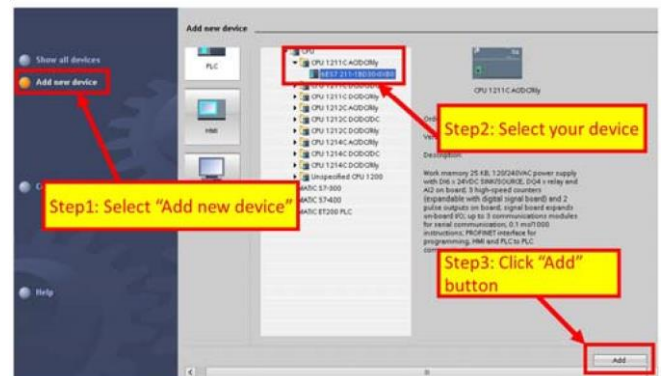 Add new device
Show all devices
Add new device
PLC
HMI
CPU
CPU 1211C AC/DC/Rly
6ES7 211-1BD30-0XB0
CPU 1211C DC/DC/DC
CPU 1212C AC/DC/Rly
CPU 1212C DC/DC/DC
CPU 1212C DC/DC/Rly
CPU 1214C AC/DC/Rly
CPU 1214C DC/DC/DC
CPU 1214C DC/DC/Rly
Unspecified CPU 1200
CPU 1211C AC/DC/Rly
Step2: Select your device
Description
Work memory 25 KB, 120/240VAC power supply
with DI6 x 24VDC SINK/SOURCE, DQ4 x relay and
AI2 on board; 3 high-speed counters
(expandable with digital signal board) and 2
pulse outputs on board; signal board expands
on-board I/O; up to 3 communications modules
for serial communication; 0.1 ms/1000
instructions; PROFINET interface for
programming, HMI and PLC to PLC
Step1: Select “Add new device”
Step3: Click “Add”
button
Help
Add